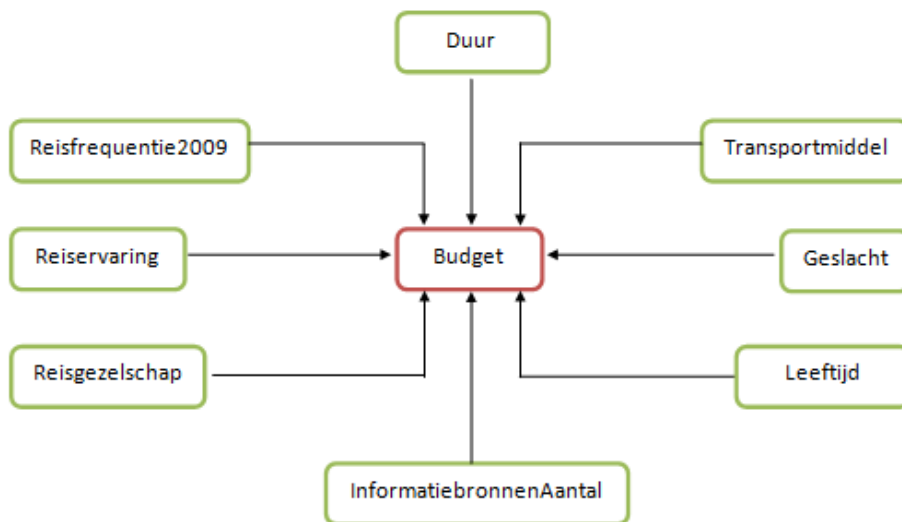 Duur
Reisfrequentie2009
Transportmiddel
Reiservaring
Budget
Geslacht
Reisgezelschap
Leeftijd
InformatiebronnenAantal